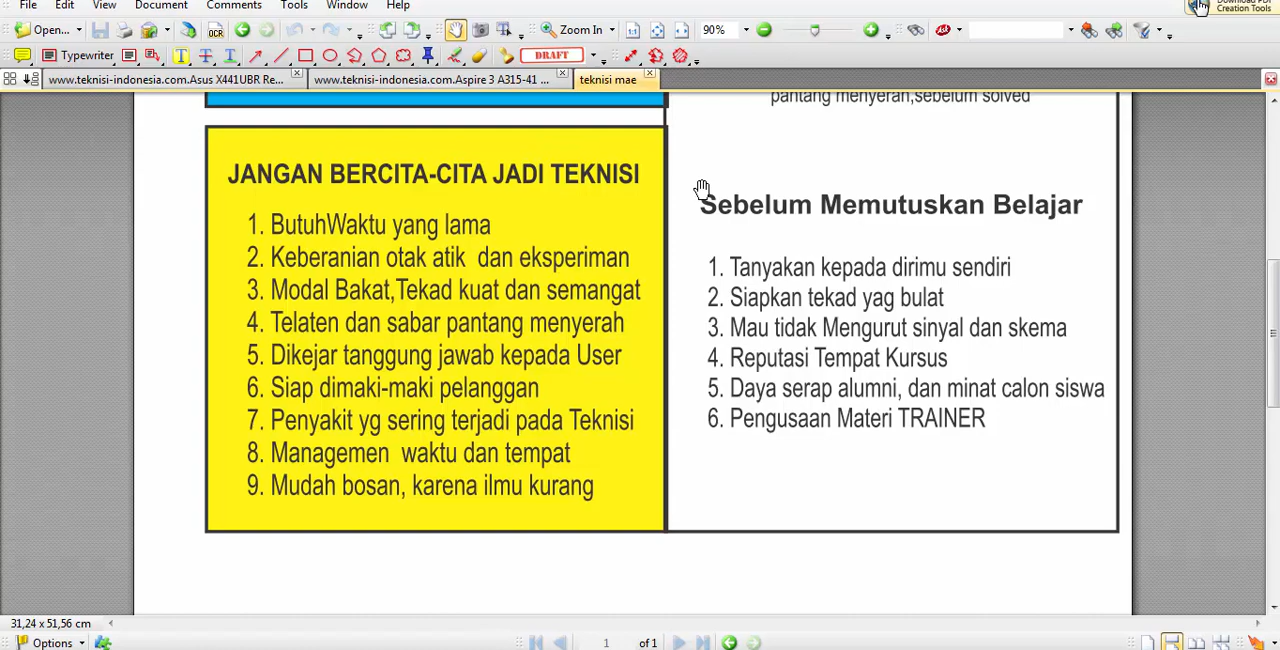 Download PDF
Creation Tools
File Edit View Document Comments Tools Window Help
Open... OCR Zoom In 90%
Typewriter DRAFT
www.teknisi-indonesia.com.Asus X441UBR Re... www.teknisi-indonesia.com.Aspire 3 A315-41 ... teknisi mae
pantang menyerah,sebelum solved
JANGAN BERCITA-CITA JADI TEKNISI
1. ButuhWaktu yang lama
2. Keberanian otak atik dan eksperiman
3. Modal Bakat,Tekad kuat dan semangat
4. Telaten dan sabar pantang menyerah
5. Dikejar tanggung jawab kepada User
6. Siap dimaki-maki pelanggan
7. Penyakit yg sering terjadi pada Teknisi
8. Managemen waktu dan tempat
9. Mudah bosan, karena ilmu kurang
Sebelum Memutuskan Belajar
1. Tanyakan kepada dirimu sendiri
2. Siapkan tekad yag bulat
3. Mau tidak Mengurut sinyal dan skema
4. Reputasi Tempat Kursus
5. Daya serap alumni, dan minat calon siswa
6. Pengusaan Materi TRAINER
31,24 x 51,56 cm
Options 1 of 1